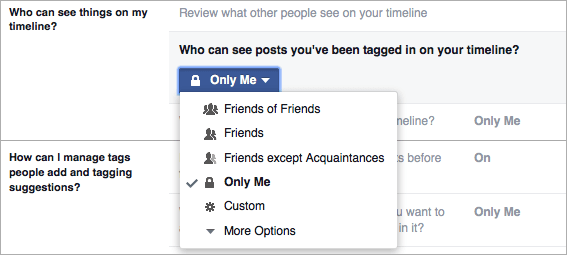 Who can see things on my
timeline?
Review what other people see on your timeline
Who can see posts you've been tagged in on your timeline?
Only Me
Friends of Friends
Friends
Friends except Acquaintances
Only Me
Custom
More Options
meline?
Only Me
How can I manage tags
people add and tagging
suggestions?
ts before
On
u want to
in it?
Only Me